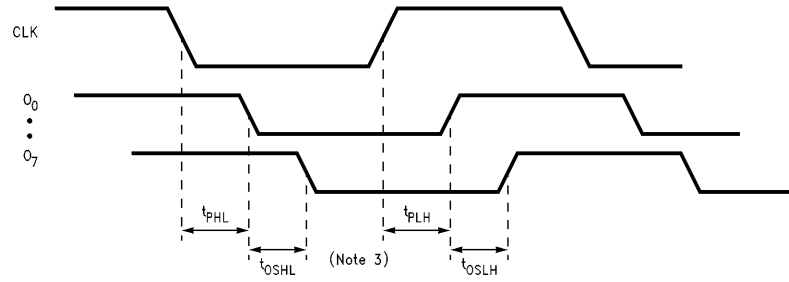 CLK
O0
O7
tPHL
tPLH
tOSHL
(Note 3)
tOSLH